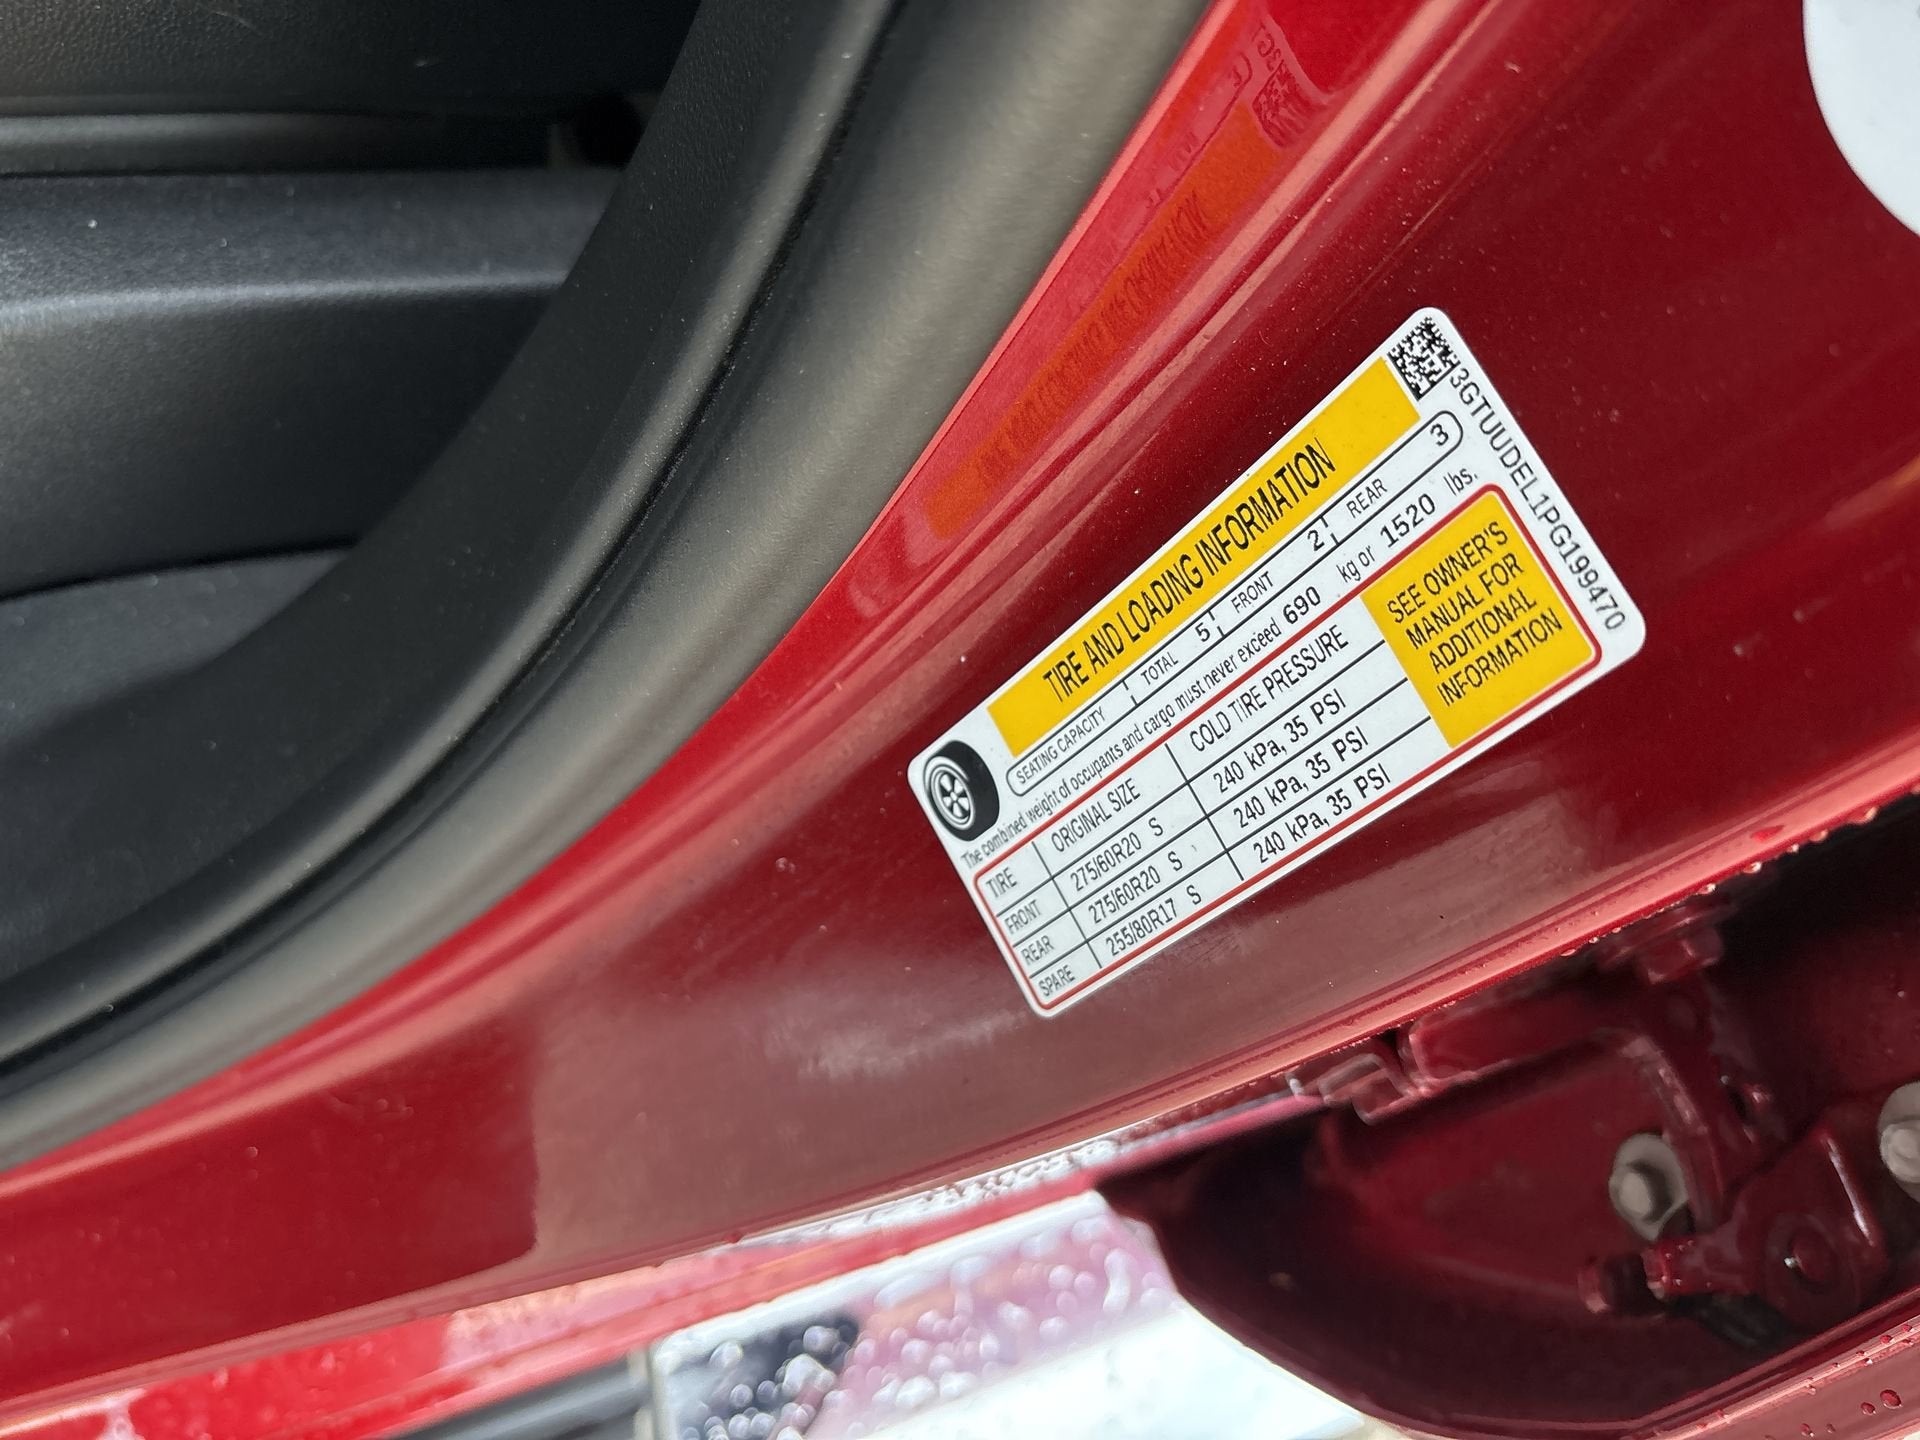 TIRE AND LOADING INFORMATION
SEATING CAPACITY TOTAL 5 FRONT 2 REAR 3
The combined weight of occupants and cargo must never exceed 690 kg or 1520 lbs.
TIRE ORIGINAL SIZE COLD TIRE PRESSURE
FRONT 275/60R20 S 240 kPa, 35 PSI
REAR 275/60R20 S 240 kPa, 35 PSI
SPARE 255/80R17 S 240 kPa, 35 PSI
SEE OWNER'S
MANUAL FOR
ADDITIONAL
INFORMATION
3GTUUDEL1PG199470